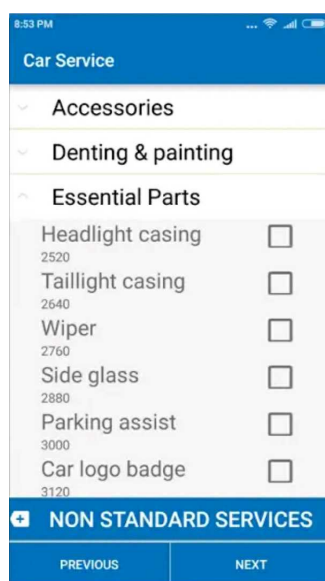 8:53 PM
...
Car Service
Accessories
Denting & painting
Essential Parts
Headlight casing
2520
Taillight casing
2640
Wiper
2760
Side glass
2880
Parking assist
3000
Car logo badge
3120
NON STANDARD SERVICES
PREVIOUS NEXT